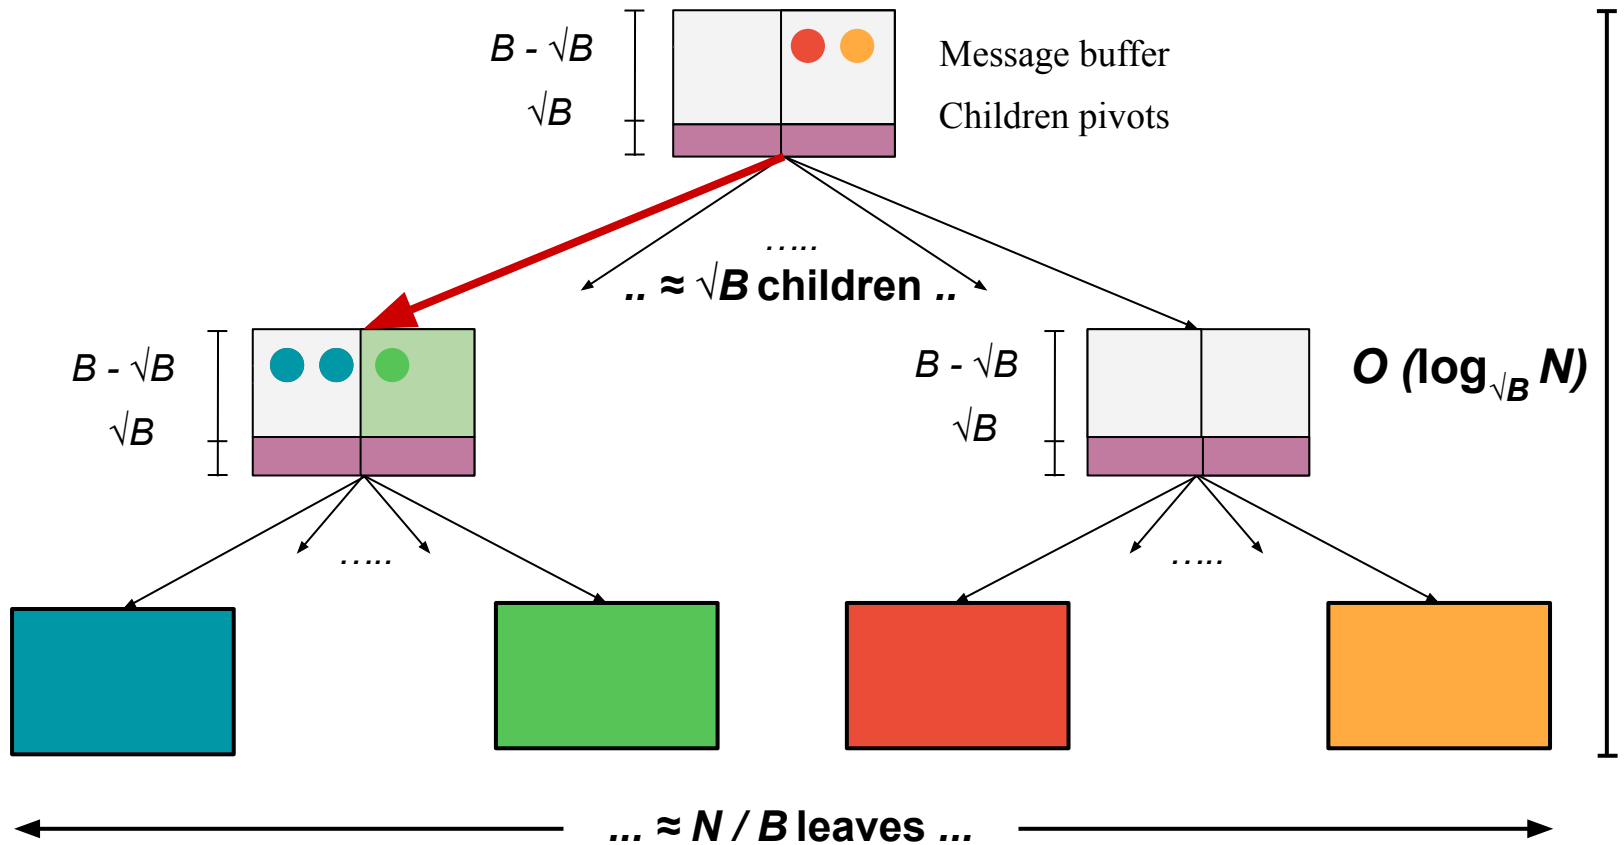 B - √B
√B
Message buffer
Children pivots
.....
.. ≈ √B children ..
B - √B
√B
B - √B
√B
O (log√B N)
.....
.....
... ≈ N / B leaves ...